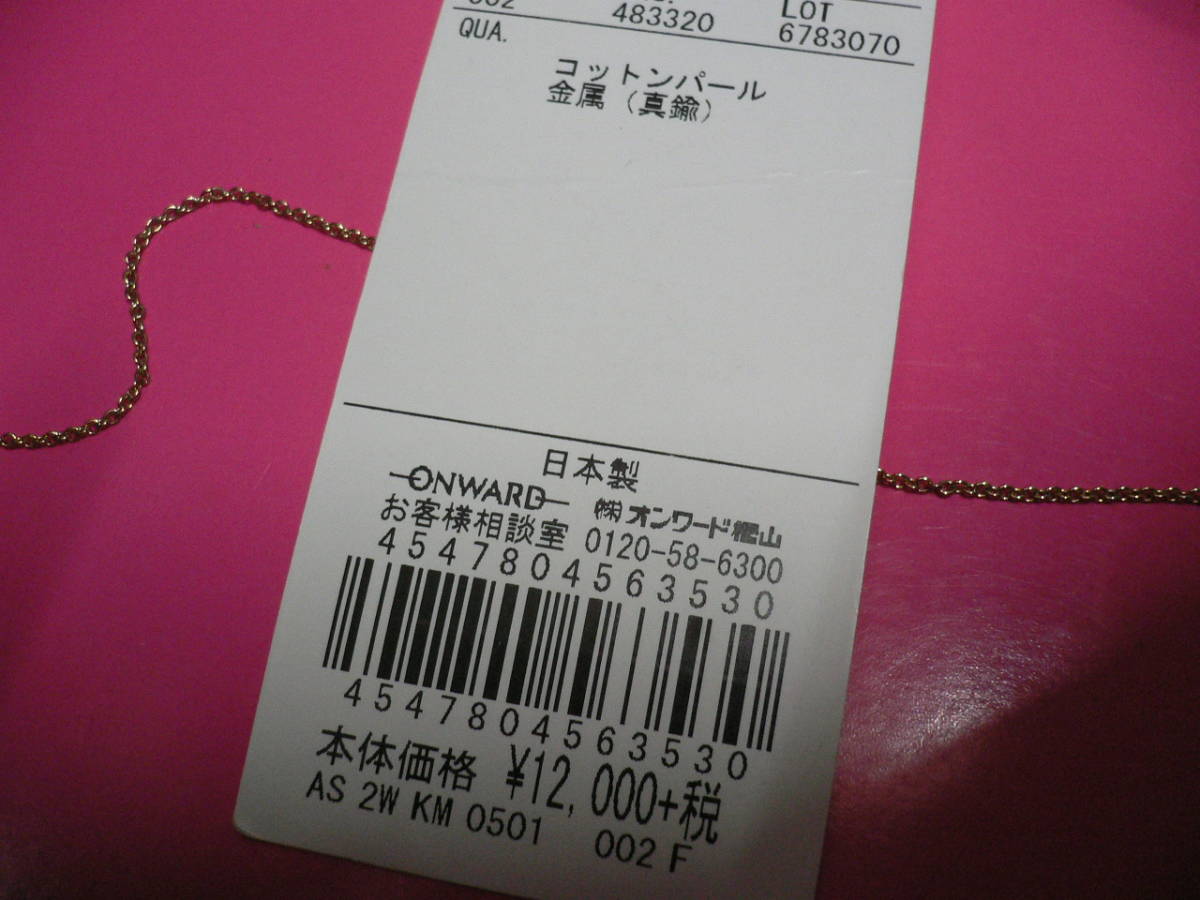 002
483320
LOT
6783070
QUA.
コットンパール
金属（真鍮）
日本製
ONWARD ㈱オンワード樫山
お客様相談室 0120-58-6300
4547804563530
4547804563530
本体価格 ¥12,000+税
AS 2W KM 0501 002 F